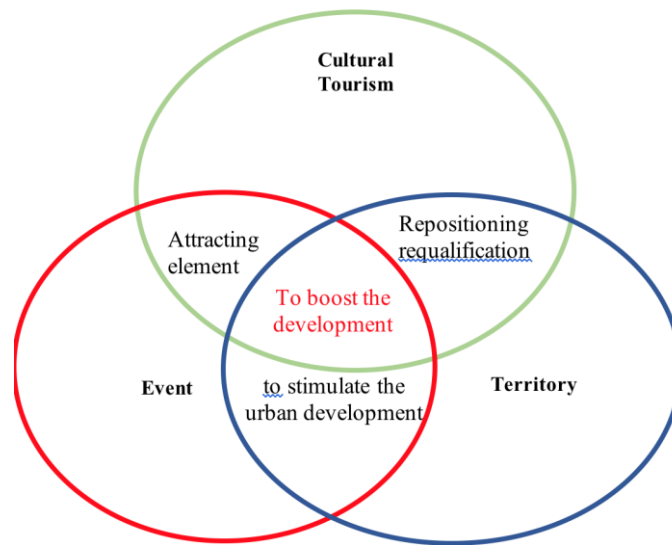 Cultural
Tourism
Attracting
element
Repositioning
requalification
To boost the
development
Event
to stimulate the
urban development
Territory